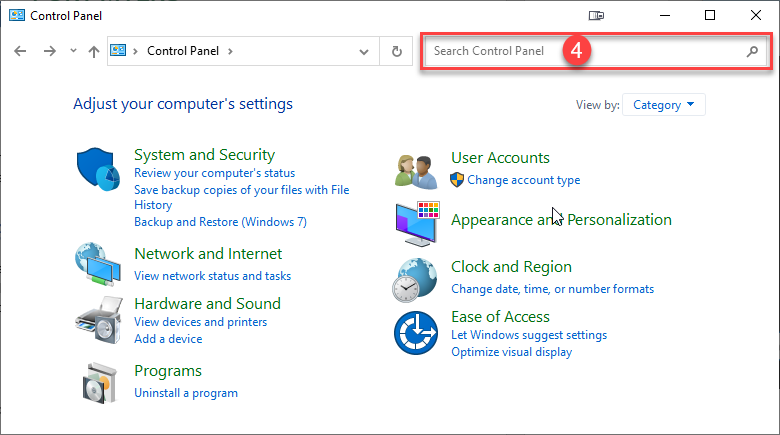 Control Panel
Control Panel
Search Control Panel
4
Adjust your computer's settings
View by: Category
System and Security
Review your computer's status
Save backup copies of your files with File
History
Backup and Restore (Windows 7)
Network and Internet
View network status and tasks
Hardware and Sound
View devices and printers
Add a device
Programs
Uninstall a program
User Accounts
Change account type
Appearance and Personalization
Clock and Region
Change date, time, or number formats
Ease of Access
Let Windows suggest settings
Optimize visual display